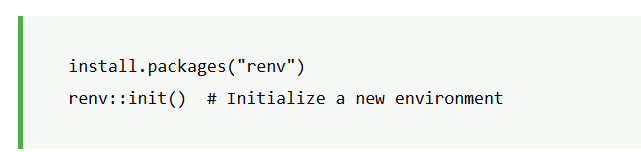 install.packages("renv")
renv::init()  # Initialize a new environment